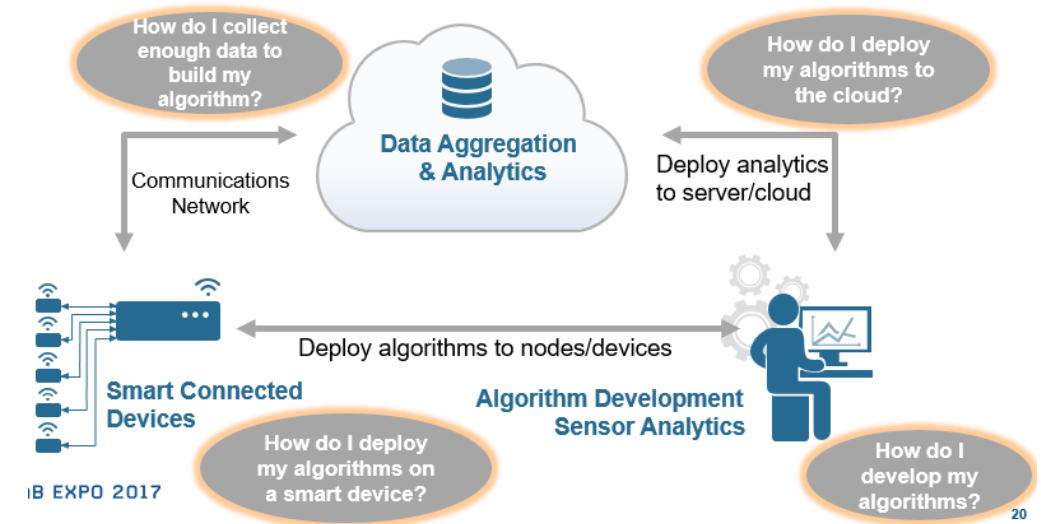 How do I collect
enough data to
build my
algorithm?
How do I deploy
my algorithms to
the cloud?
Data Aggregation
& Analytics
Communications
Network
Deploy analytics
to server/cloud
Deploy algorithms to nodes/devices
Smart Connected
Devices
Algorithm Development
Sensor Analytics
How do I deploy
my algorithms on
a smart device?
How do I
develop my
algorithms?
B EXPO 2017
20